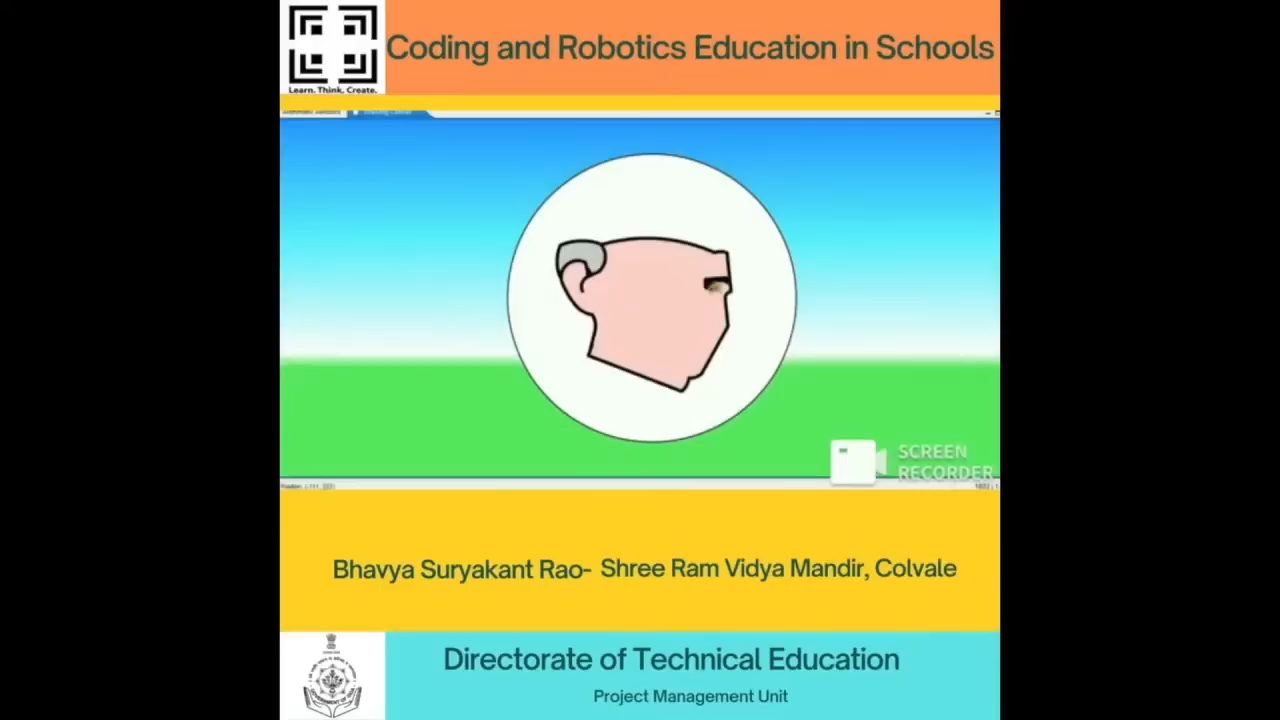 Coding and Robotics Education in Schools
Learn. Think. Create.
SCREEN
RECORDER
Bhavya Suryakant Rao- Shree Ram Vidya Mandir, Colvale
Directorate of Technical Education
Project Management Unit